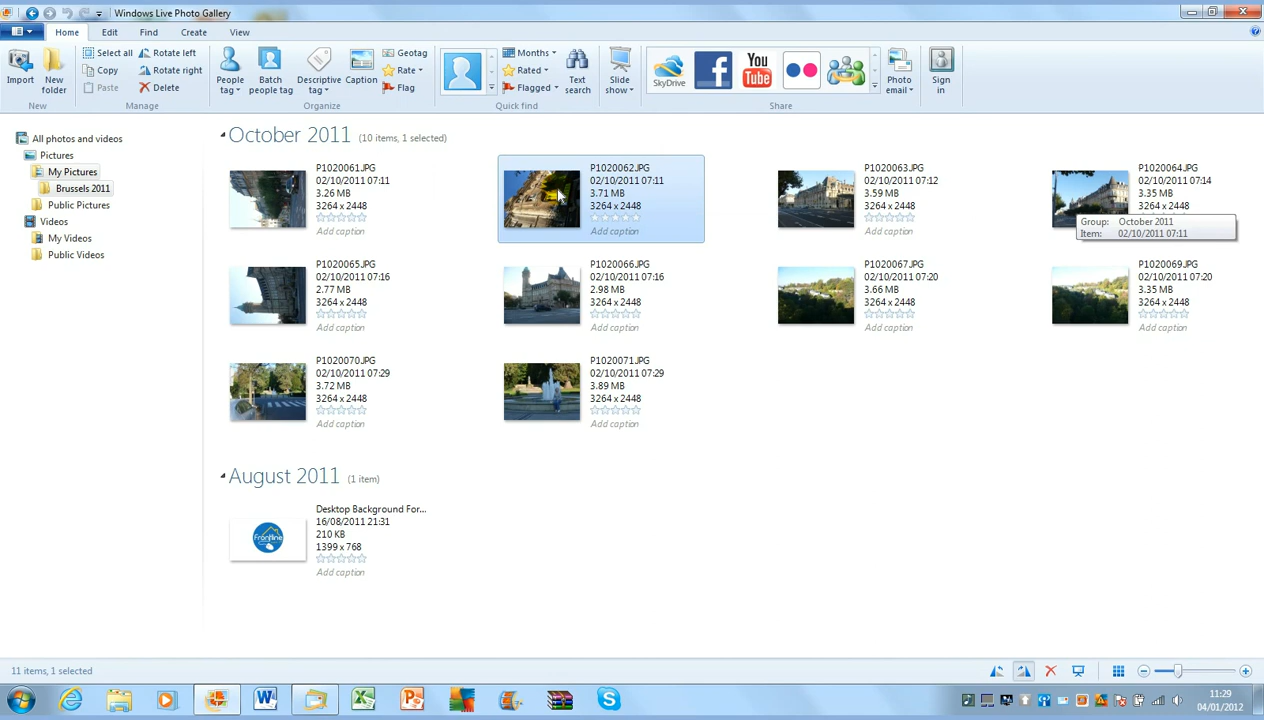 Windows Live Photo Gallery
Home Edit Find Create View
Import
New folder
New
Select all
Copy
Paste
Rotate left
Rotate right
Delete
Manage
People tag
Batch people tag
Descriptive tag
Caption
Geotag
Rate
Flag
Organize
Months
Rated
Flagged
Text search
Quick find
Slide show
SkyDrive
f
You Tube
Share
Photo email
Sign in
All photos and videos
Pictures
My Pictures
Brussels 2011
Public Pictures
Videos
My Videos
Public Videos
October 2011 (10 items, 1 selected)
P1020061.JPG
02/10/2011 07:11
3.26 MB
3264 x 2448
Add caption
P1020062.JPG
02/10/2011 07:11
3.71 MB
3264 x 2448
Add caption
P1020063.JPG
02/10/2011 07:12
3.59 MB
3264 x 2448
Add caption
P1020064.JPG
02/10/2011 07:14
3.35 MB
3264 x 2448
Group: October 2011
Item: 02/10/2011 07:11
P1020065.JPG
02/10/2011 07:16
2.77 MB
3264 x 2448
Add caption
P1020066.JPG
02/10/2011 07:16
2.98 MB
3264 x 2448
Add caption
P1020067.JPG
02/10/2011 07:20
3.66 MB
3264 x 2448
Add caption
P1020069.JPG
02/10/2011 07:20
3.35 MB
3264 x 2448
Add caption
P1020070.JPG
02/10/2011 07:29
3.72 MB
3264 x 2448
Add caption
P1020071.JPG
02/10/2011 07:29
3.89 MB
3264 x 2448
Add caption
August 2011 (1 item)
Frontline
Desktop Background For...
16/08/2011 21:31
210 KB
1399 x 768
Add caption
11 items, 1 selected
11:29
04/01/2012